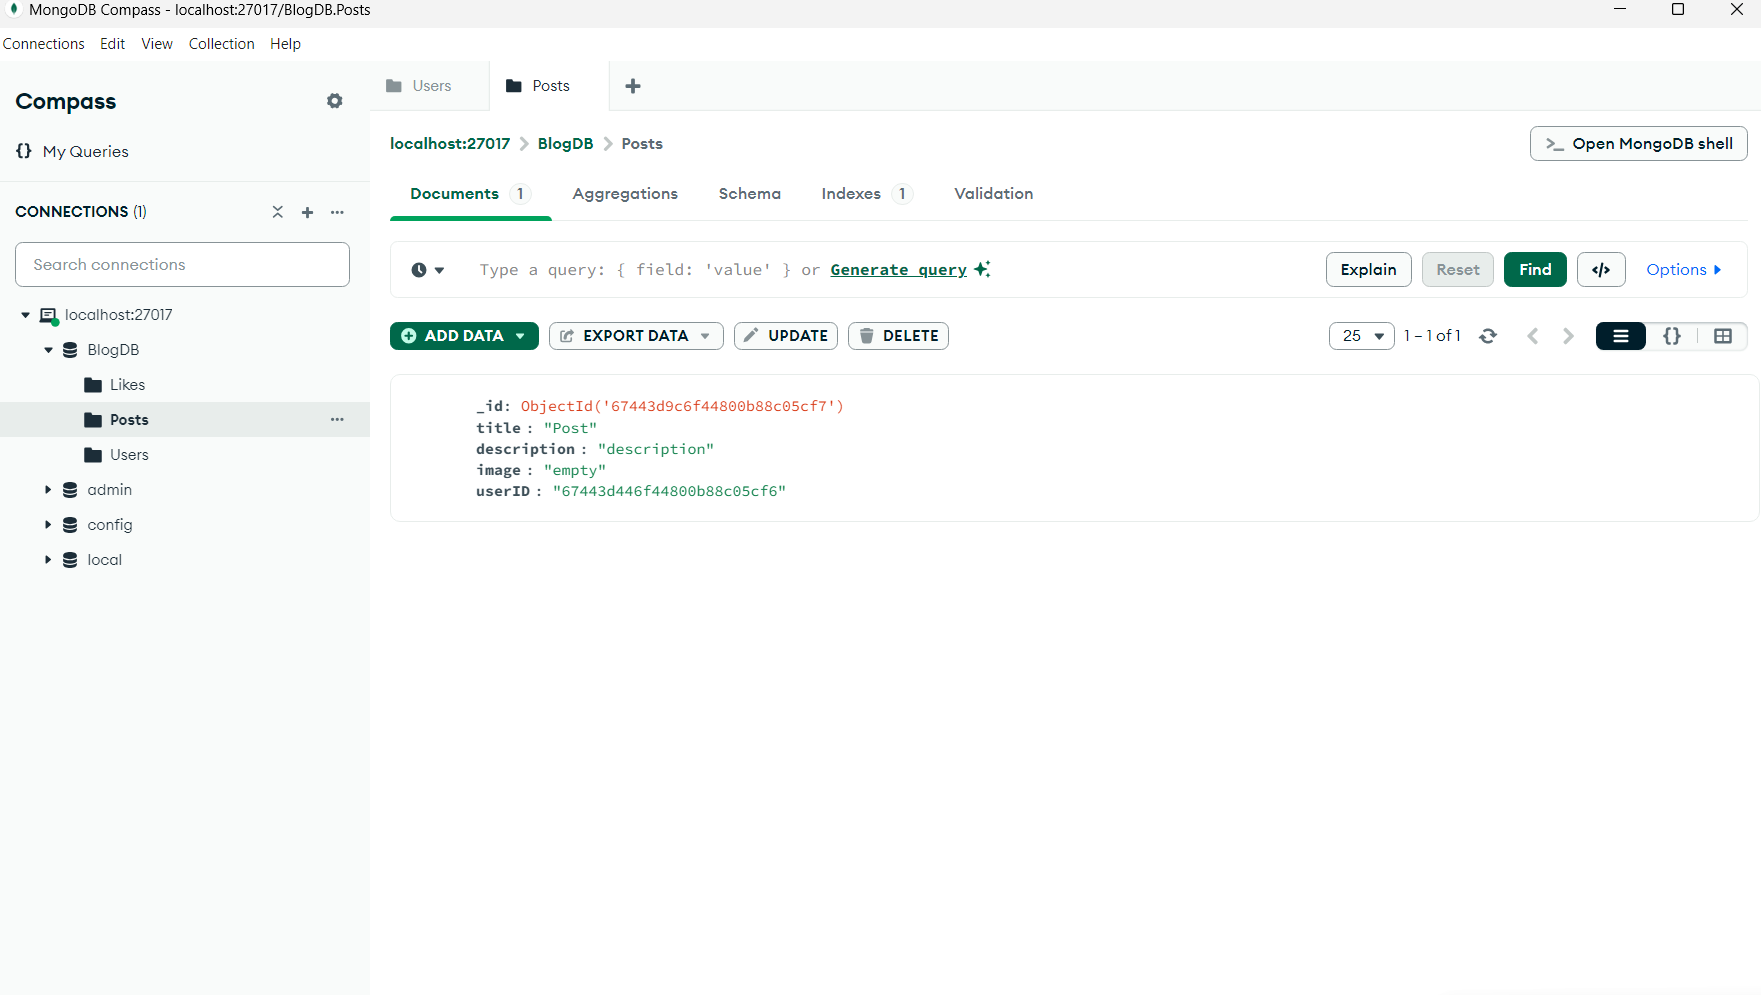 MongoDB Compass - localhost:27017/BlogDB.Posts
Connections Edit View Collection Help
Compass
{} My Queries
CONNECTIONS (1)
Search connections
localhost:27017
BlogDB
Likes
Posts
Users
admin
config
local
Users Posts
localhost:27017 BlogDB Posts
>_ Open MongoDB shell
Documents 1 Aggregations Schema Indexes 1 Validation
Type a query: { field: 'value' } or Generate query
Explain Reset Find </> Options
ADD DATA EXPORT DATA UPDATE DELETE
25 1 – 1 of 1 {}
_id: ObjectId('67443d9c6f44800b88c05cf7')
title : "Post"
description : "description"
image : "empty"
userID : "67443d446f44800b88c05cf6"